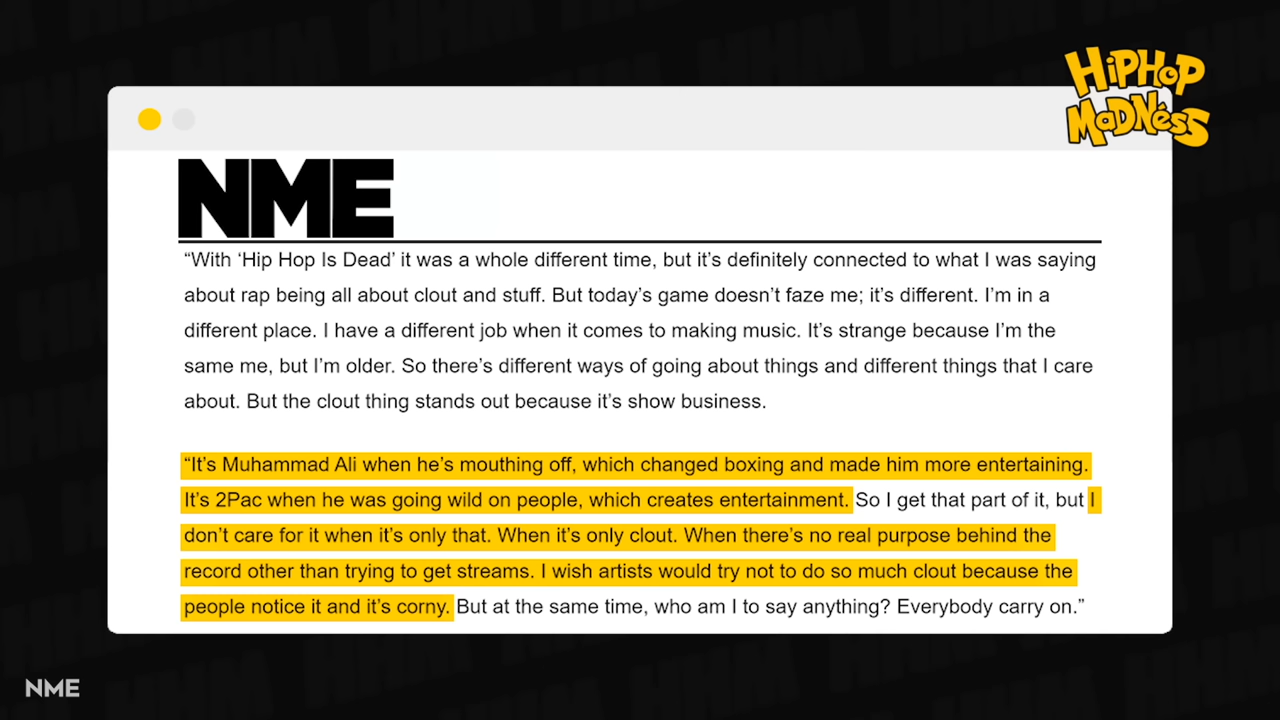 HiPHoP
MaDNéss
NME
“With ‘Hip Hop Is Dead’ it was a whole different time, but it’s definitely connected to what I was saying
about rap being all about clout and stuff. But today’s game doesn’t faze me; it’s different. I’m in a
different place. I have a different job when it comes to making music. It’s strange because I’m the
same me, but I’m older. So there’s different ways of going about things and different things that I care
about. But the clout thing stands out because it’s show business.
“It’s Muhammad Ali when he’s mouthing off, which changed boxing and made him more entertaining.
It’s 2Pac when he was going wild on people, which creates entertainment. So I get that part of it, but I
don’t care for it when it’s only that. When it’s only clout. When there’s no real purpose behind the
record other than trying to get streams. I wish artists would try not to do so much clout because the
people notice it and it’s corny. But at the same time, who am I to say anything? Everybody carry on.”
NME